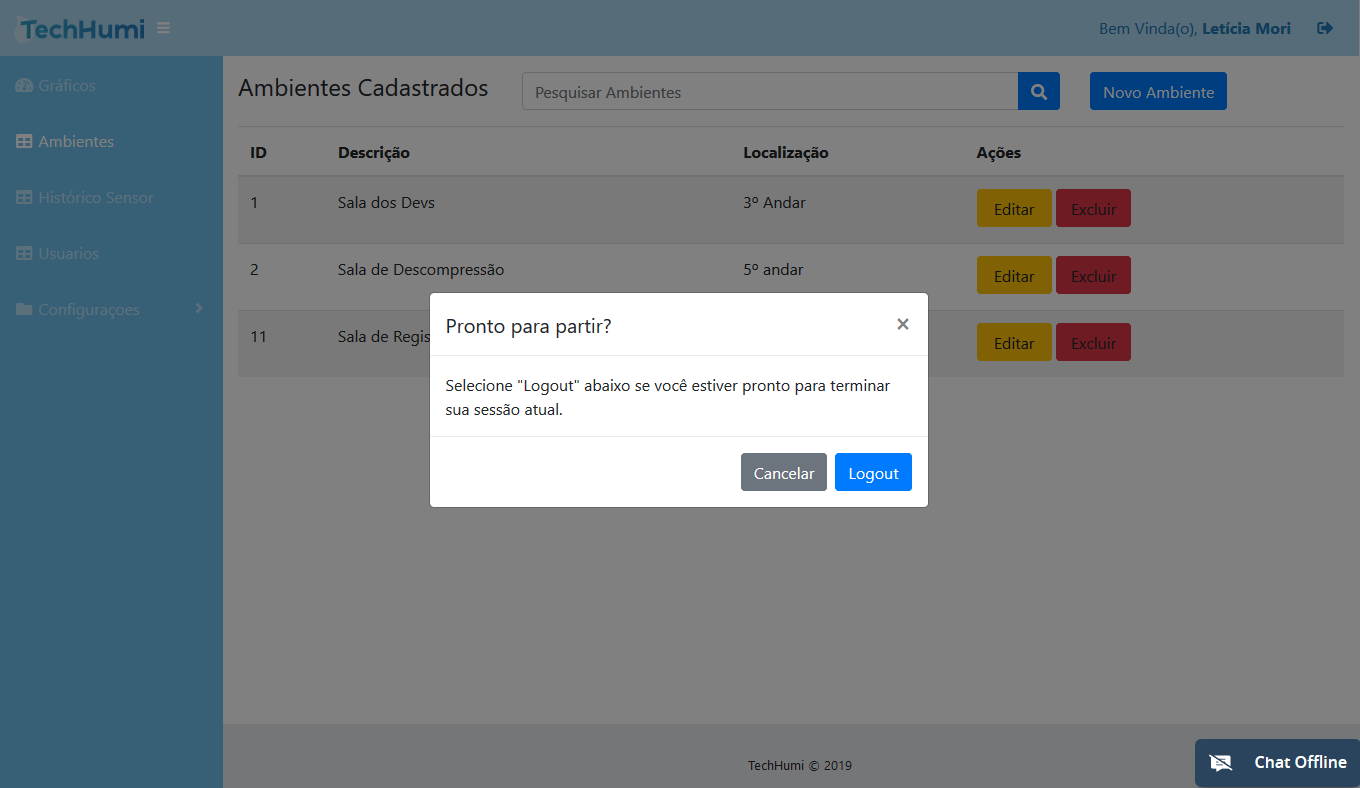 TechHumi
Bem Vinda(o), Letícia Mori
Gráficos
Ambientes
Histórico Sensor
Usuarios
Configuraçoes
Ambientes Cadastrados
Pesquisar Ambientes
Novo Ambiente
ID Descrição Localização Ações
1 Sala dos Devs 3º Andar Editar Excluir
2 Sala de Descompressão 5º andar Editar Excluir
11 Sala de Regis Editar Excluir
Pronto para partir?
×
Selecione "Logout" abaixo se você estiver pronto para terminar
sua sessão atual.
Cancelar Logout
TechHumi © 2019
Chat Offline